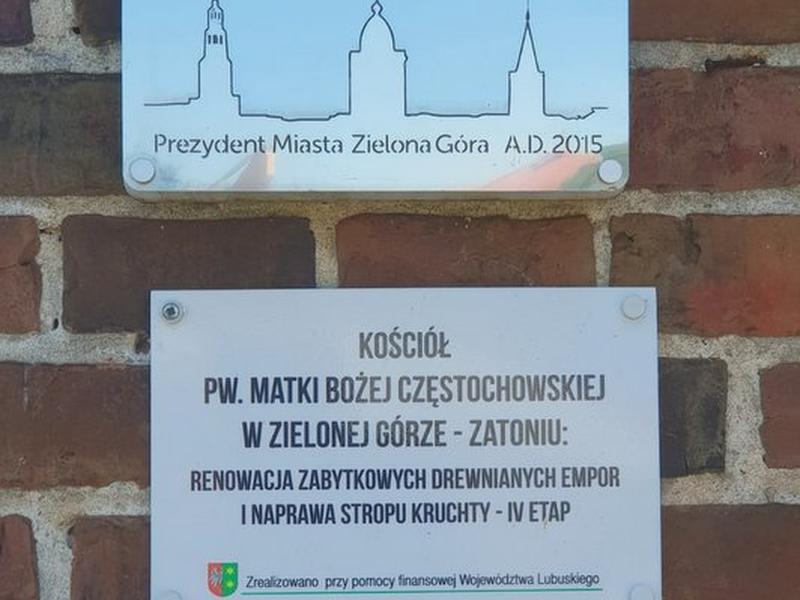 Prezydent Miasta Zielona Góra A.D. 2015
KOŚCIÓŁ
PW. MATKI BOŻEJ CZĘSTOCHOWSKIEJ
W ZIELONEJ GÓRZE - ZATONIU:
RENOWACJA ZABYTKOWYCH DREWNIANYCH EMPOR
I NAPRAWA STROPU KRUCHTY - IV ETAP
Zrealizowano przy pomocy finansowej Województwa Lubuskiego